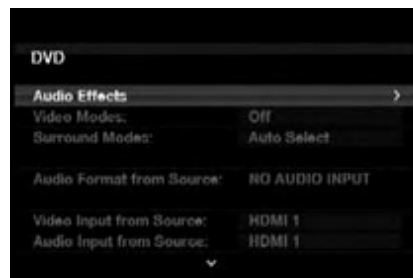 DVD
Audio Effects >
Video Modes: Off
Surround Modes: Auto Select
Audio Format from Source: NO AUDIO INPUT
Video Input from Source: HDMI 1
Audio Input from Source: HDMI 1